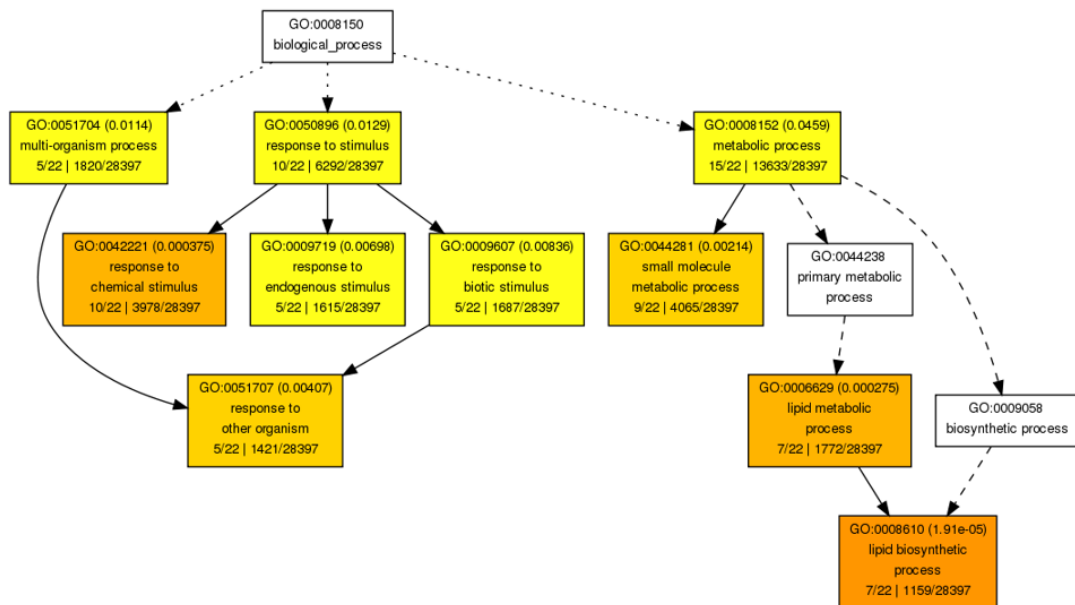 GO:0008150
biological_process
GO:0051704 (0.0114)
multi-organism process
5/22 | 1820/28397
GO:0050896 (0.0129)
response to stimulus
10/22 | 6292/28397
GO:0008152 (0.0459)
metabolic process
15/22 | 13633/28397
GO:0042221 (0.000375)
response to
chemical stimulus
10/22 | 3978/28397
GO:0009719 (0.00698)
response to
endogenous stimulus
5/22 | 1615/28397
GO:0009607 (0.00836)
response to
biotic stimulus
5/22 | 1687/28397
GO:0044281 (0.00214)
small molecule
metabolic process
9/22 | 4065/28397
GO:0044238
primary metabolic
process
GO:0051707 (0.00407)
response to
other organism
5/22 | 1421/28397
GO:0006629 (0.000275)
lipid metabolic
process
7/22 | 1772/28397
GO:0009058
biosynthetic process
GO:0008610 (1.91e-05)
lipid biosynthetic
process
7/22 | 1159/28397